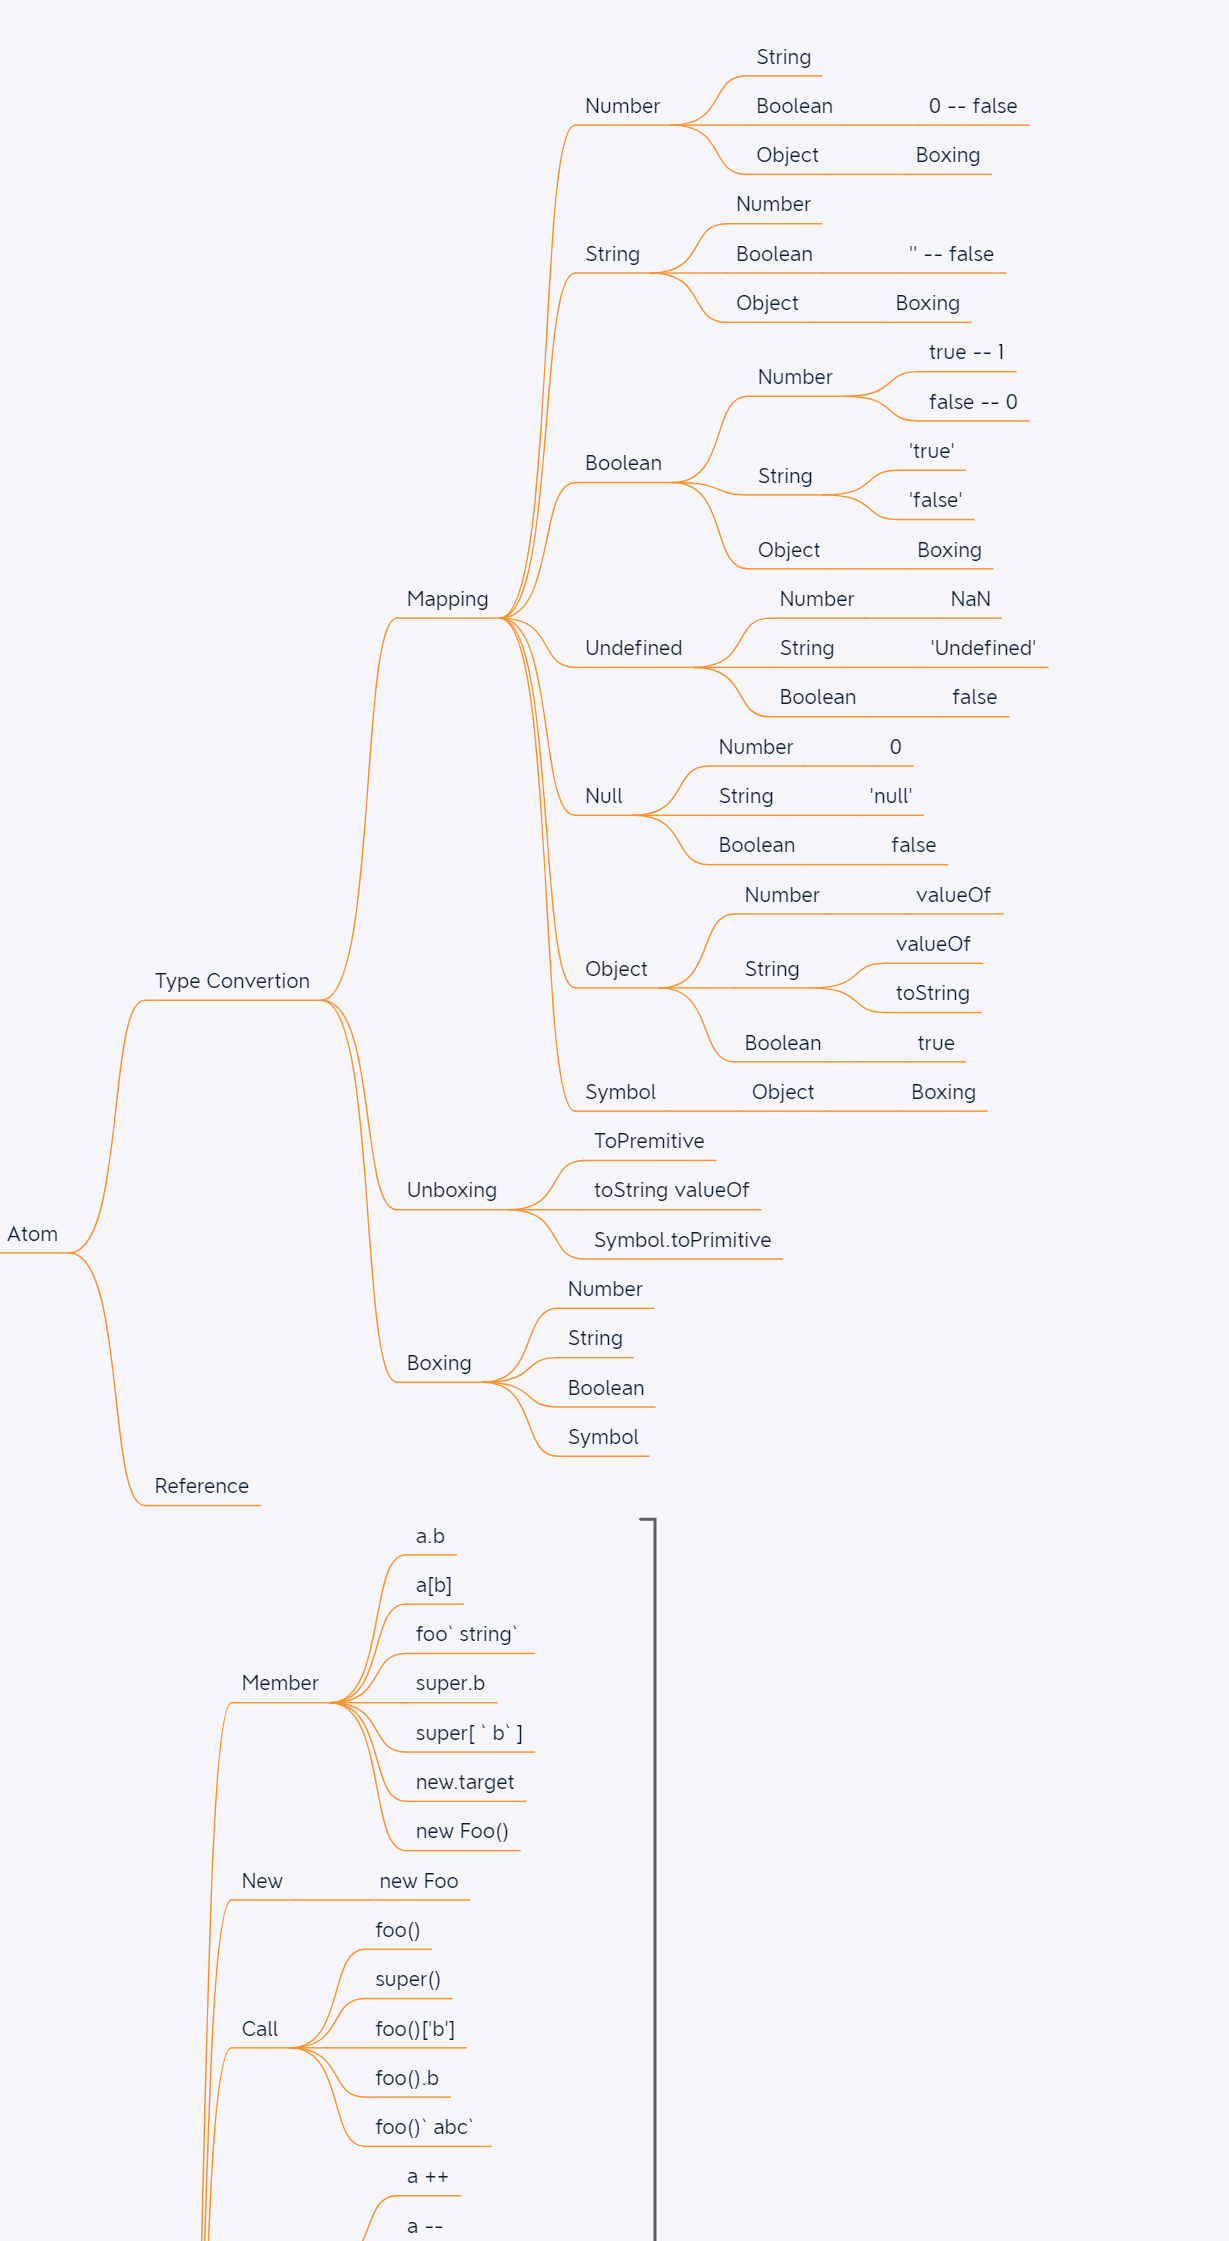 String
Number
Boolean
0 -- false
Object
Boxing
Number
String
Boolean
'' -- false
Object
Boxing
true -- 1
Number
false -- 0
'true'
Boolean
String
'false'
Object
Boxing
Mapping
Number
NaN
Undefined
String
'Undefined'
Boolean
false
Number
0
Null
String
'null'
Boolean
false
Number
valueOf
valueOf
Object
String
Type Convertion
toString
Boolean
true
Symbol
Object
Boxing
ToPremitive
Unboxing
toString valueOf
Atom
Symbol.toPrimitive
Number
String
Boxing
Boolean
Symbol
Reference
a.b
a[b]
foo` string`
Member
super.b
super[ ` b` ]
new.target
new Foo()
New
new Foo
foo()
super()
Call
foo()['b']
foo().b
foo()` abc`
a ++
a --